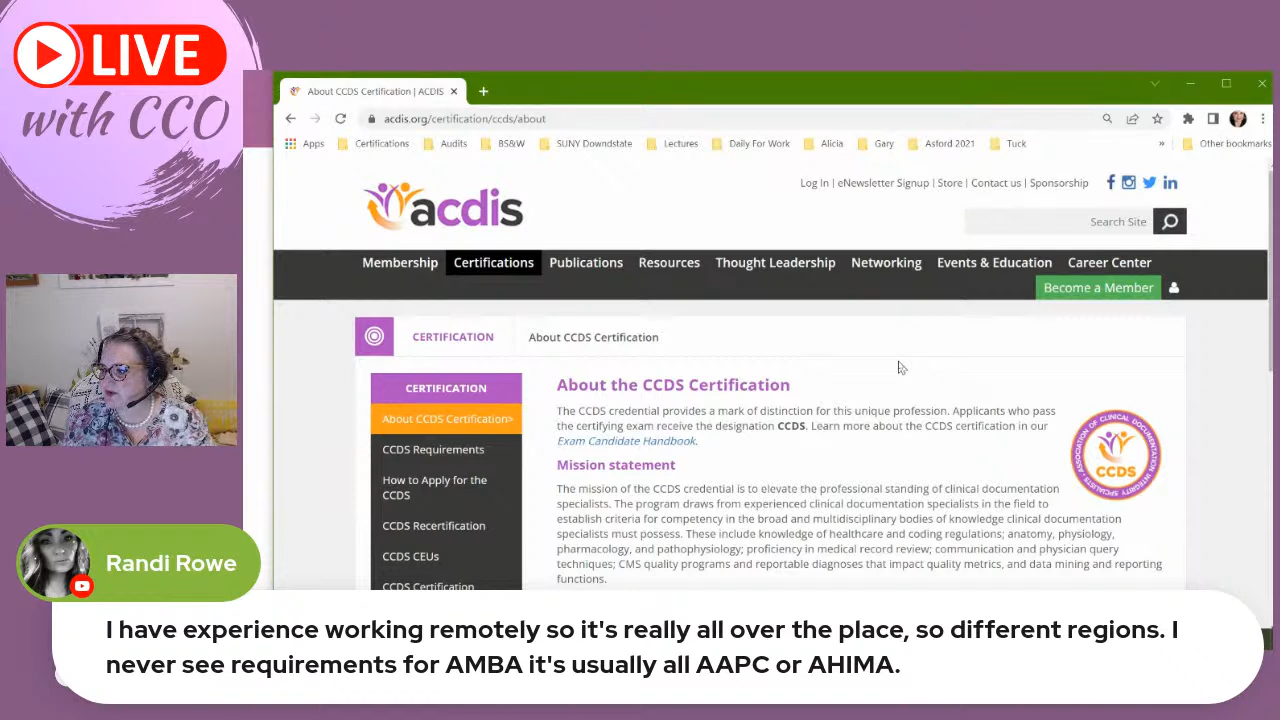 LIVE
with CCO
About CCDS Certification | ACDIS
acdis.org/certification/ccds/about
Apps Certifications Audits BS&W SUNY Downstate Lectures Daily For Work Alicia Gary Asford 2021 Tuck » Other bookmarks
Log In | eNewsletter Signup | Store | Contact us | Sponsorship
acdis
Search Site
Membership Certifications Publications Resources Thought Leadership Networking Events & Education Career Center
Become a Member
CERTIFICATION About CCDS Certification
CERTIFICATION
About CCDS Certification>
CCDS Requirements
How to Apply for the
CCDS
CCDS Recertification
CCDS CEUs
CCDS Certification
About the CCDS Certification
The CCDS credential provides a mark of distinction for this unique profession. Applicants who pass
the certifying exam receive the designation CCDS. Learn more about the CCDS certification in our
Exam Candidate Handbook.
Mission statement
The mission of the CCDS credential is to elevate the professional standing of clinical documentation
specialists. The program draws from experienced clinical documentation specialists in the field to
establish criteria for competency in the broad and multidisciplinary bodies of knowledge clinical documentation
specialists must possess. These include knowledge of healthcare and coding regulations; anatomy, physiology,
pharmacology, and pathophysiology; proficiency in medical record review; communication and physician query
techniques; CMS quality programs and reportable diagnoses that impact quality metrics, and data mining and reporting
functions.
ASSOCIATION OF CLINICAL DOCUMENTATION INTEGRITY SPECIALISTS
CCDS
Randi Rowe
I have experience working remotely so it's really all over the place, so different regions. I
never see requirements for AMBA it's usually all AAPC or AHIMA.